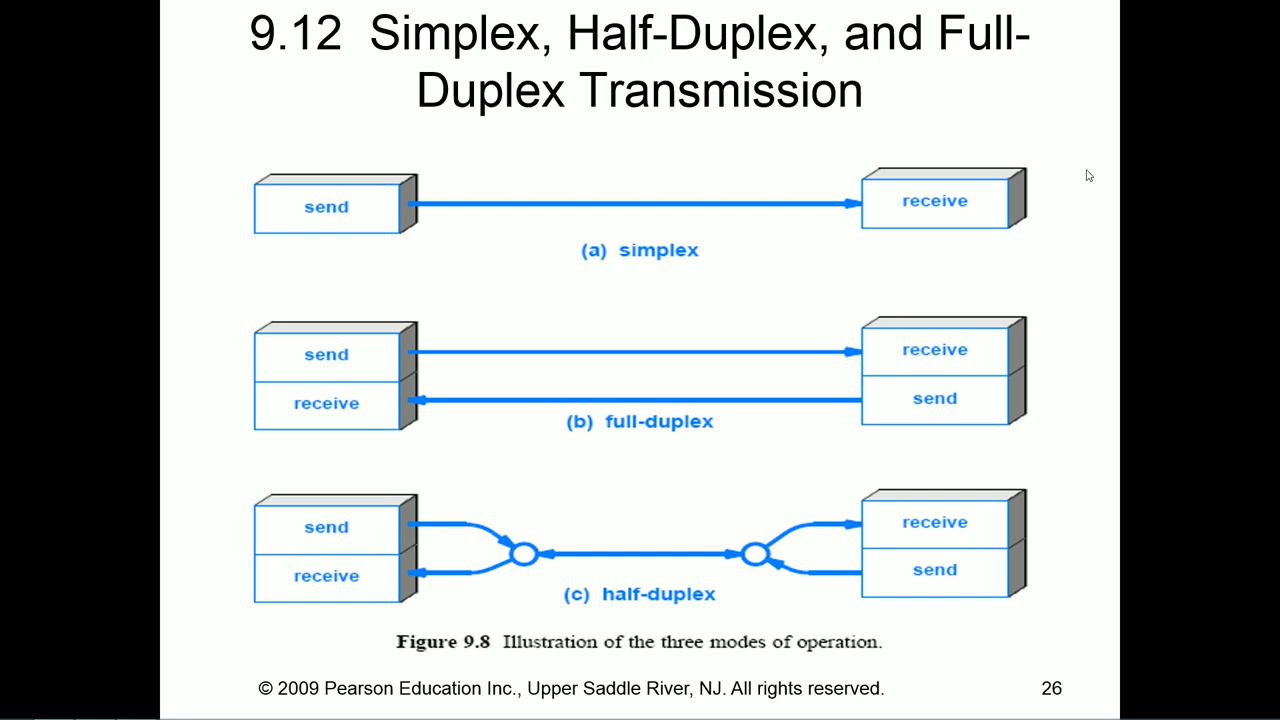 9.12 Simplex, Half-Duplex, and Full-
Duplex Transmission
send
receive
(a) simplex
send
receive
receive
send
(b) full-duplex
send
receive
receive
send
(c) half-duplex
Figure 9.8 Illustration of the three modes of operation.
© 2009 Pearson Education Inc., Upper Saddle River, NJ. All rights reserved.
26